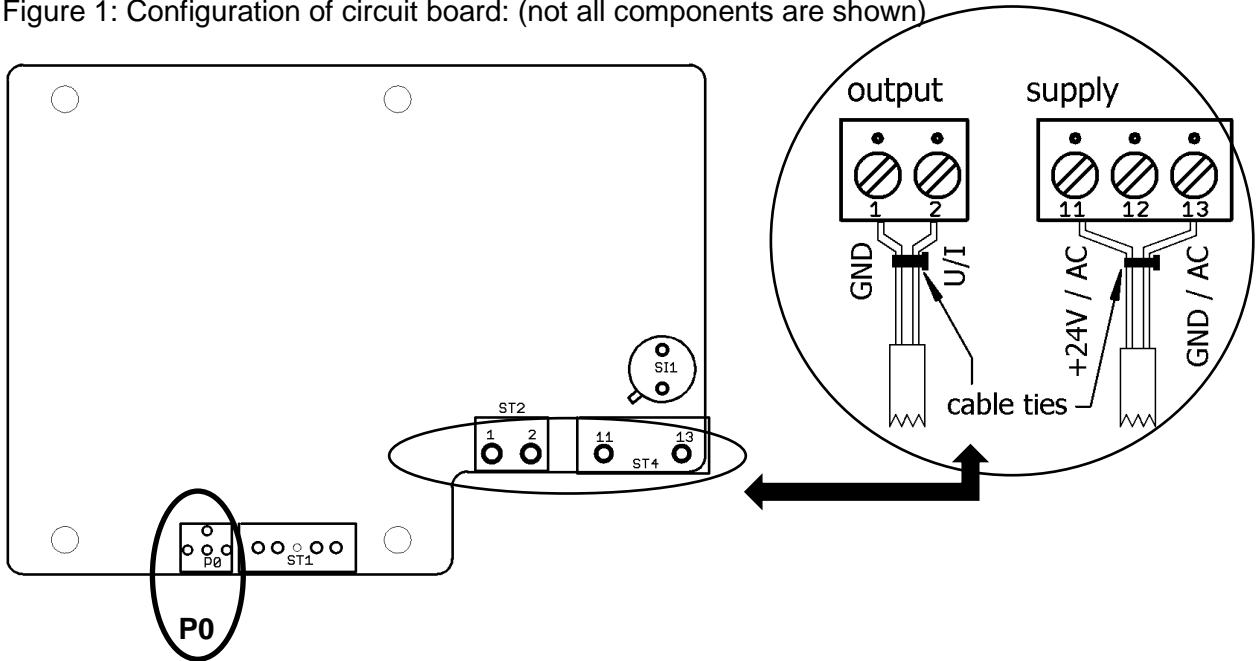 Figure 1: Configuration of circuit board: (not all components are shown)
output supply
1 2 11 12 13
GND U/I +24V / AC GND / AC
cable ties
SI1
ST2
1 2 11 13
ST4
P0 ST1
P0